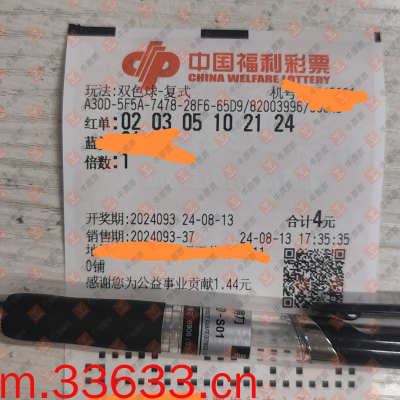 中国福利彩票
CHINA WELFARE LOTTERY
玩法:双色球-复式 机号
A30D-5F5A-7478-28F6-65D9/82003996/
红单:02 03 05 10 21 24
蓝
倍数:1
开奖期:2024093 24-08-13 合计4元
销售期:2024093-37 24-08-13 17:35:35
0铺
感谢您为公益事业贡献1.44元
-S01
m.33633.cn